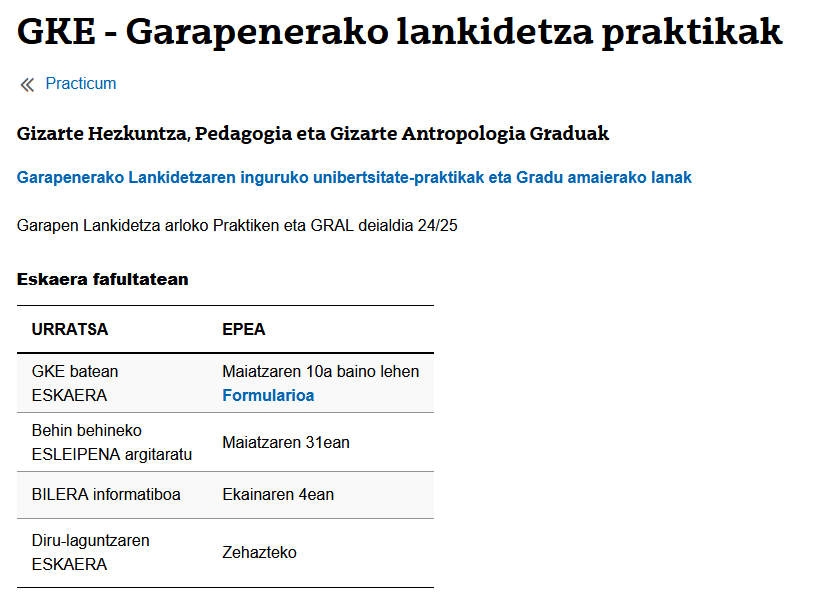 GKE - Garapenerako lankidetza praktikak
« Practicum
Gizarte Hezkuntza, Pedagogia eta Gizarte Antropologia Graduak
Garapenerako Lankidetzaren inguruko unibertsitate-praktikak eta Gradu amaierako lanak
Garapen Lankidetza arloko Praktiken eta GRAL deialdia 24/25
Eskaera fafultatean
URRATSA EPEA
GKE batean
ESKAERA
Maiatzaren 10a baino lehen
Formularioa
Behin behineko
ESLEIPENA argitaratu
Maiatzaren 31ean
BILERA informatiboa Ekainaren 4ean
Diru-laguntzaren
ESKAERA
Zehazteko